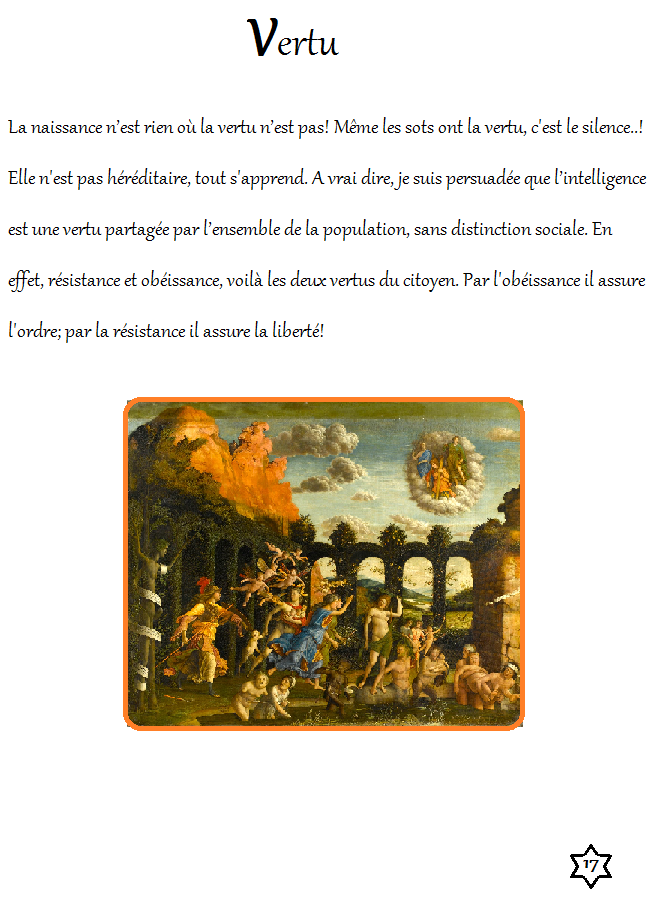 Vertu
La naissance n’est rien où la vertu n’est pas! Même les sots ont la vertu, c'est le silence..!
Elle n'est pas héréditaire, tout s'apprend. A vrai dire, je suis persuadée que l’intelligence
est une vertu partagée par l’ensemble de la population, sans distinction sociale. En
effet, résistance et obéissance, voilà les deux vertus du citoyen. Par l'obéissance il assure
l'ordre; par la résistance il assure la liberté!
17